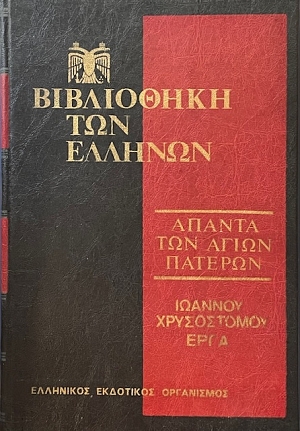 ΒΙΒΛΙΟΘΗΚΗ
ΤΩΝ
ΕΛΛΗΝΩΝ
ΑΠΑΝΤΑ
ΤΩΝ ΑΓΙΩΝ
ΠΑΤΕΡΩΝ
ΙΩΑΝΝΟΥ
ΧΡΥΣΟΣΤΟΜΟΥ
ΕΡΓΑ
ΕΛΛΗΝΙΚΟΣ ΕΚΔΟΤΙΚΟΣ ΟΡΓΑΝΙΣΜΟΣ